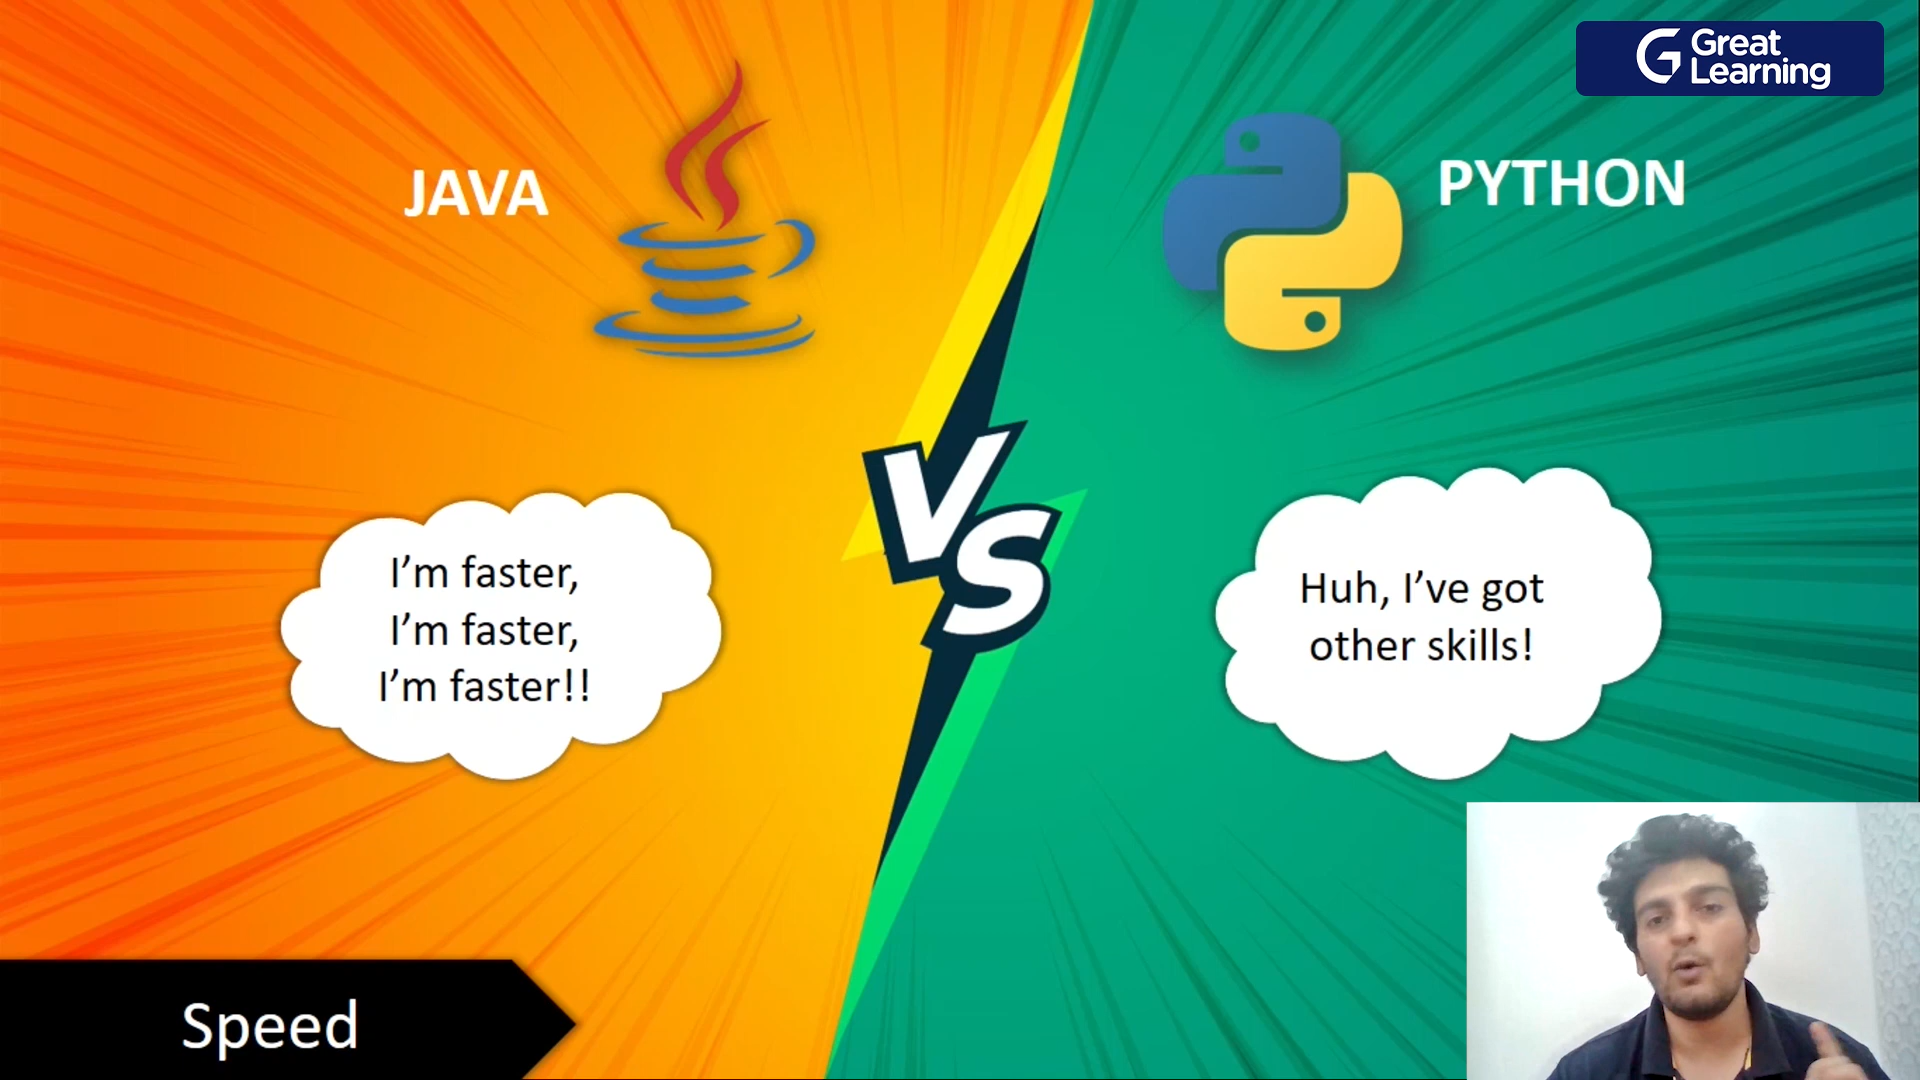 Great
Learning
JAVA
PYTHON
VS
I'm faster,
I'm faster,
I'm faster!!
Huh, I've got
other skills!
Speed